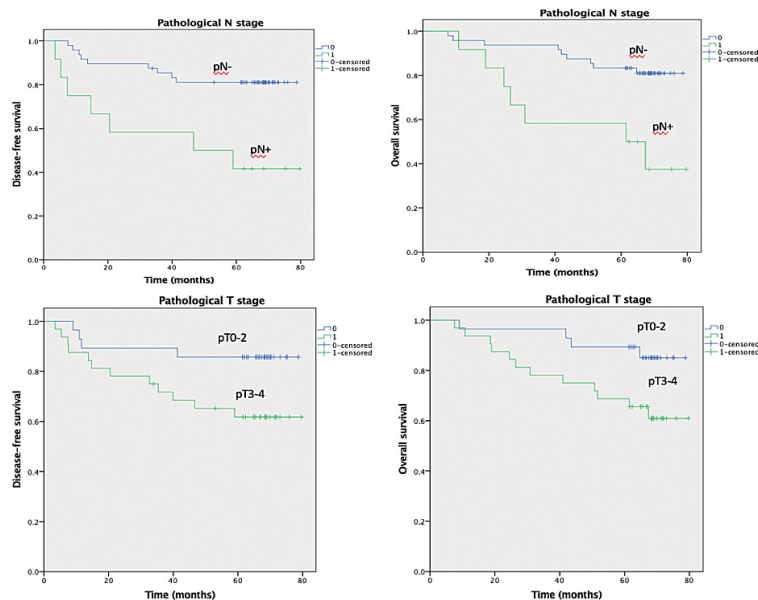 Pathological N stage
1.0
0.8
0.6
0.4
0.2
0.0
0
20
40
60
80
Disease-free survival
Time (months)
pN-
pN+
0
1
0-censored
1-censored
Pathological N stage
1.0
0.8
0.6
0.4
0.2
0.0
0
20
40
60
80
Overall survival
Time (months)
pN-
pN+
0
1
0-censored
1-censored
Pathological T stage
1.0
0.8
0.6
0.4
0.2
0.0
0
20
40
60
80
Disease-free survival
Time (months)
pT0-2
pT3-4
0
1
0-censored
1-censored
Pathological T stage
1.0
0.8
0.6
0.4
0.2
0.0
0
20
40
60
80
Overall survival
Time (months)
pT0-2
pT3-4
0
1
0-censored
1-censored